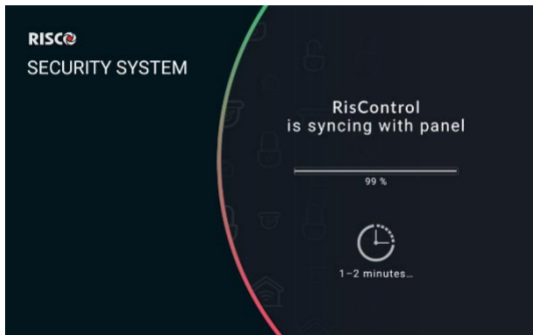 RISCO
SECURITY SYSTEM
RisControl
is syncing with panel
99 %
1–2 minutes…